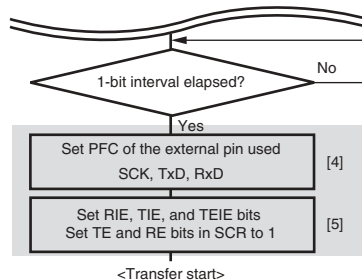 1-bit interval elapsed?
No
Yes
Set PFC of the external pin used
SCK, TxD, RxD
[4]
Set RIE, TIE, and TEIE bits
Set TE and RE bits in SCR to 1
[5]
<Transfer start>